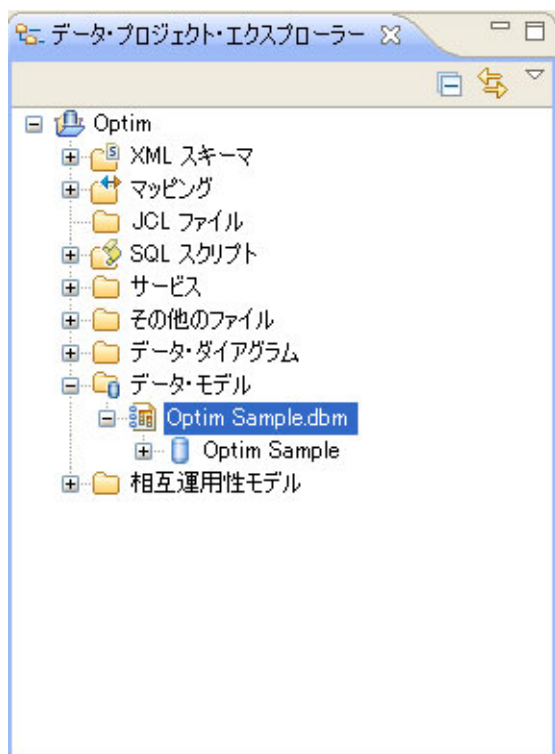 データ・プロジェクト・エクスプローラー
Optim
XML スキーマ
マッピング
JCL ファイル
SQL スクリプト
サービス
その他のファイル
データ・ダイアグラム
データ・モデル
Optim Sample.dbm
Optim Sample
相互運用性モデル